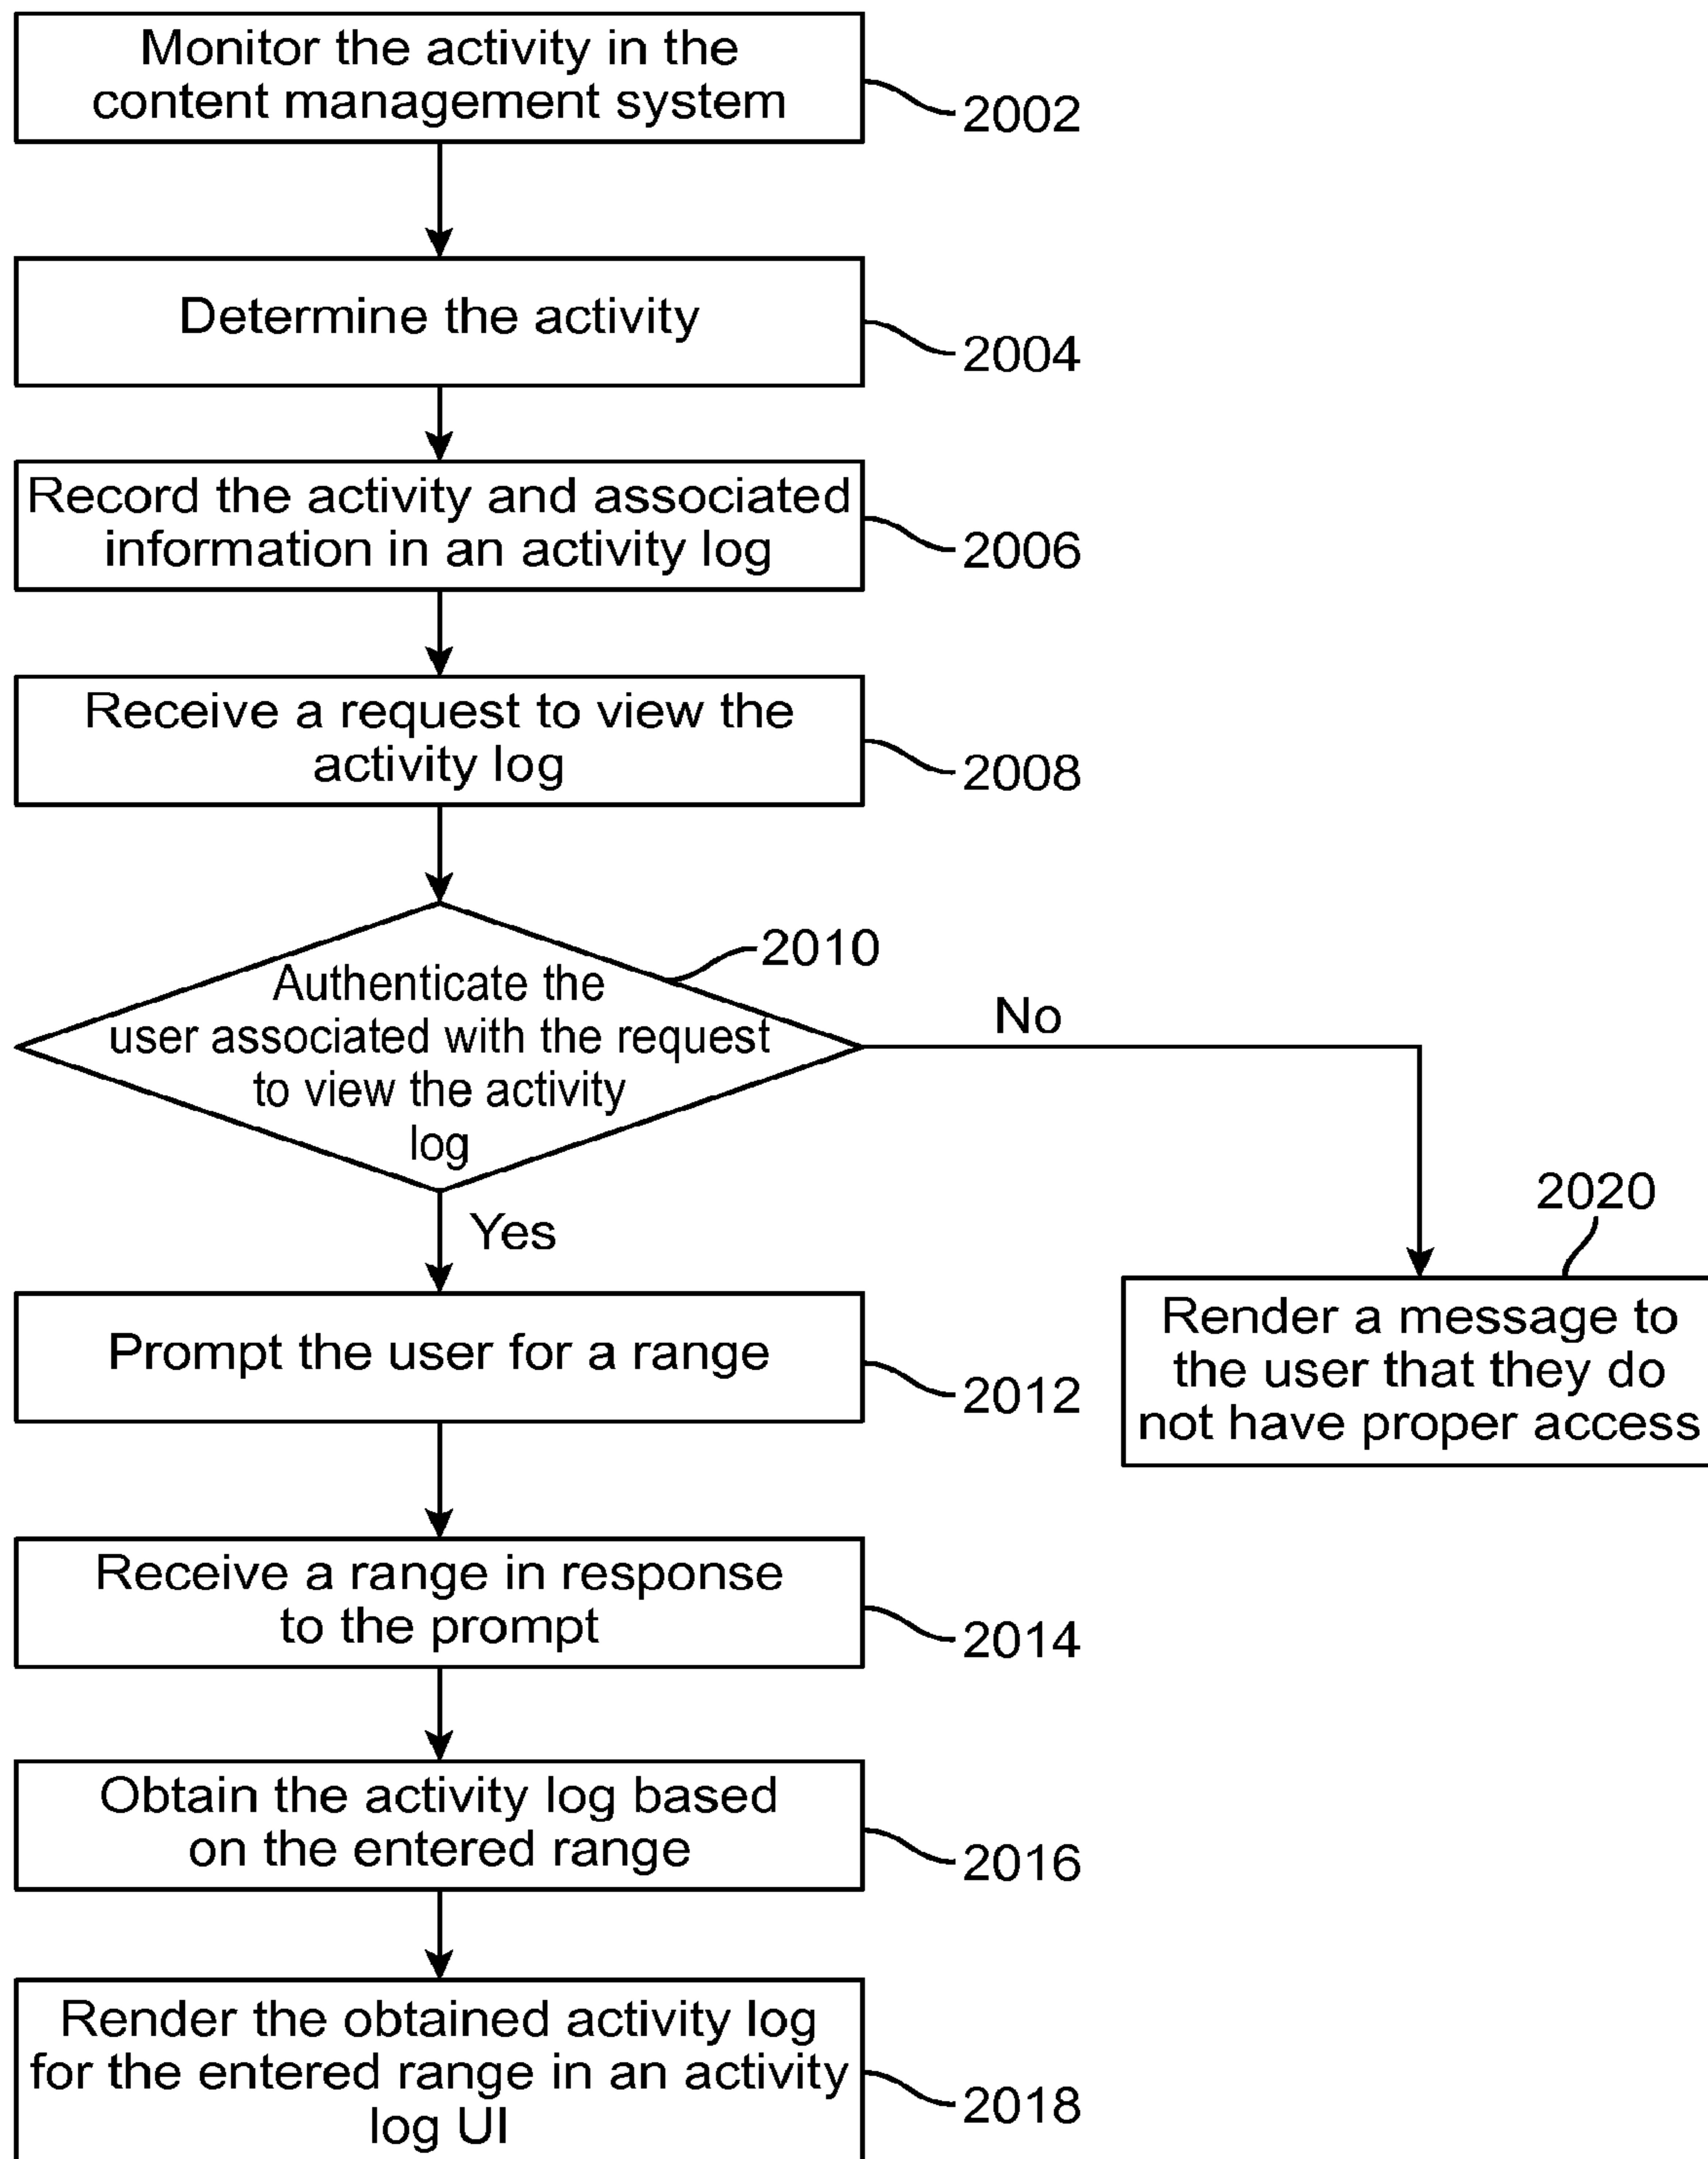 Monitor the activity in the
content management system
2002
Determine the activity
2004
Record the activity and associated
information in an activity log
2006
Receive a request to view the
activity log
2008
2010
Authenticate the
user associated with the request
to view the activity
log
No
Yes
2020
Render a message to
the user that they do
not have proper access
Prompt the user for a range
2012
Receive a range in response
to the prompt
2014
Obtain the activity log based
on the entered range
2016
Render the obtained activity log
for the entered range in an activity
log UI
2018